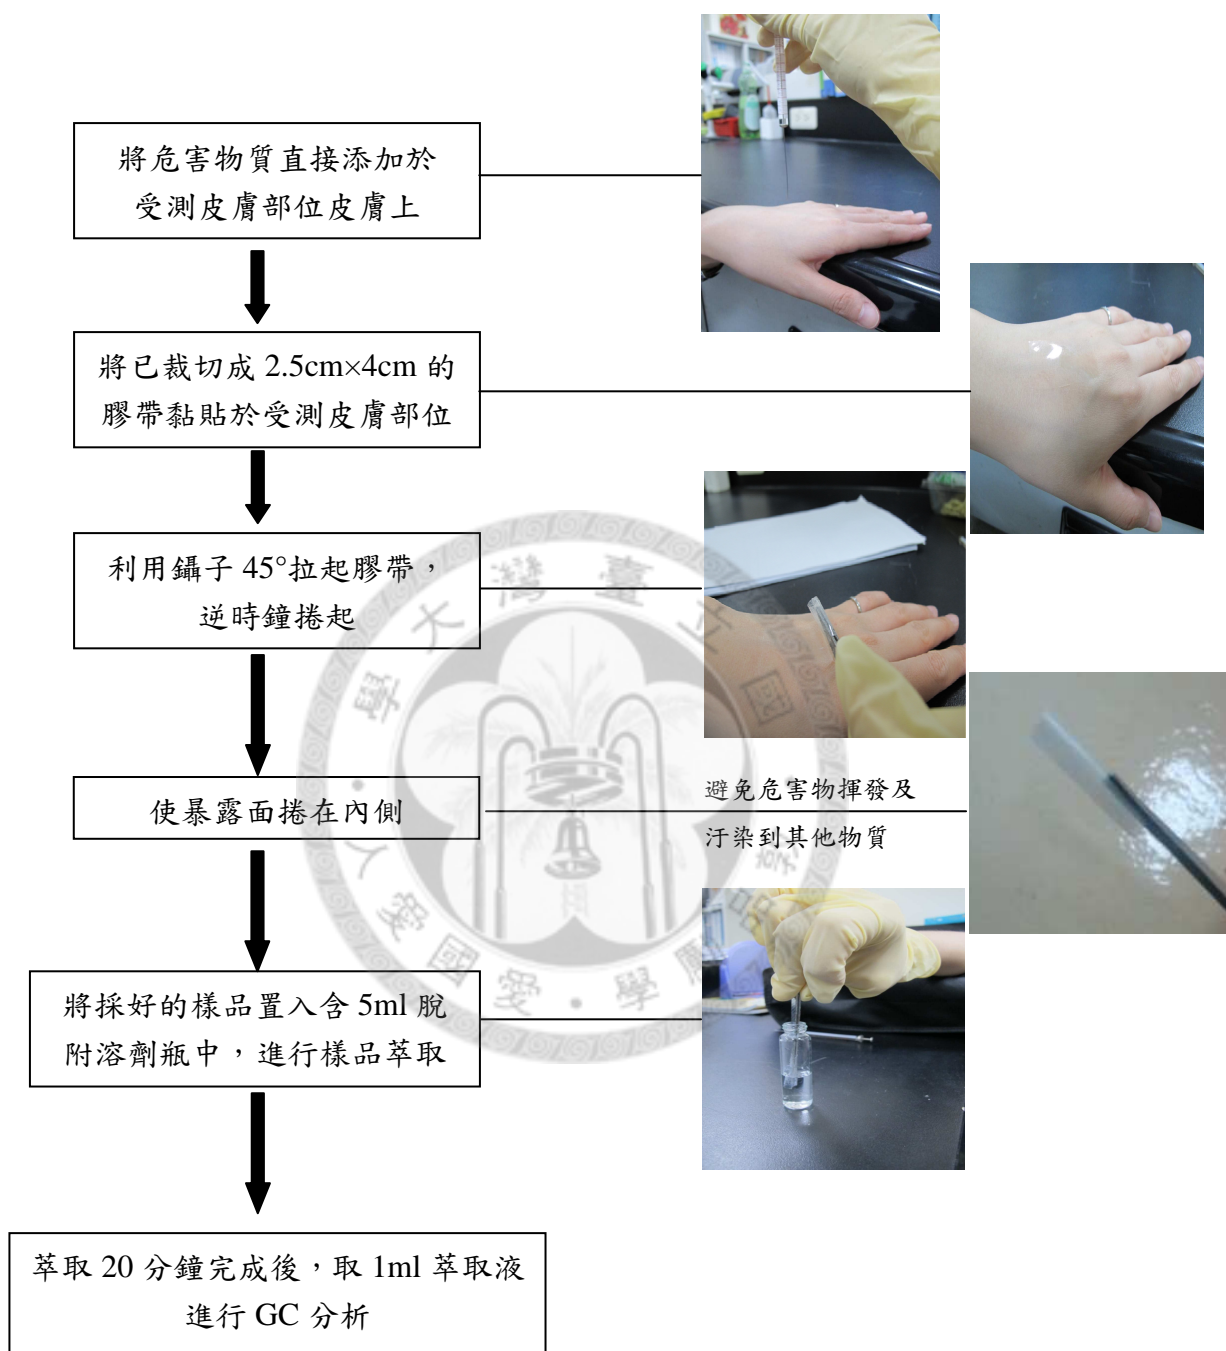 將危害物質直接添加於
受測皮膚部位皮膚上
將已裁切成 2.5cm×4cm 的
膠帶黏貼於受測皮膚部位
利用鑷子 45°拉起膠帶，
逆時鐘捲起
使暴露面捲在內側
避免危害物揮發及
汙染到其他物質
將採好的樣品置入含 5ml 脫
附溶劑瓶中，進行樣品萃取
萃取 20 分鐘完成後，取 1ml 萃取液
進行 GC 分析